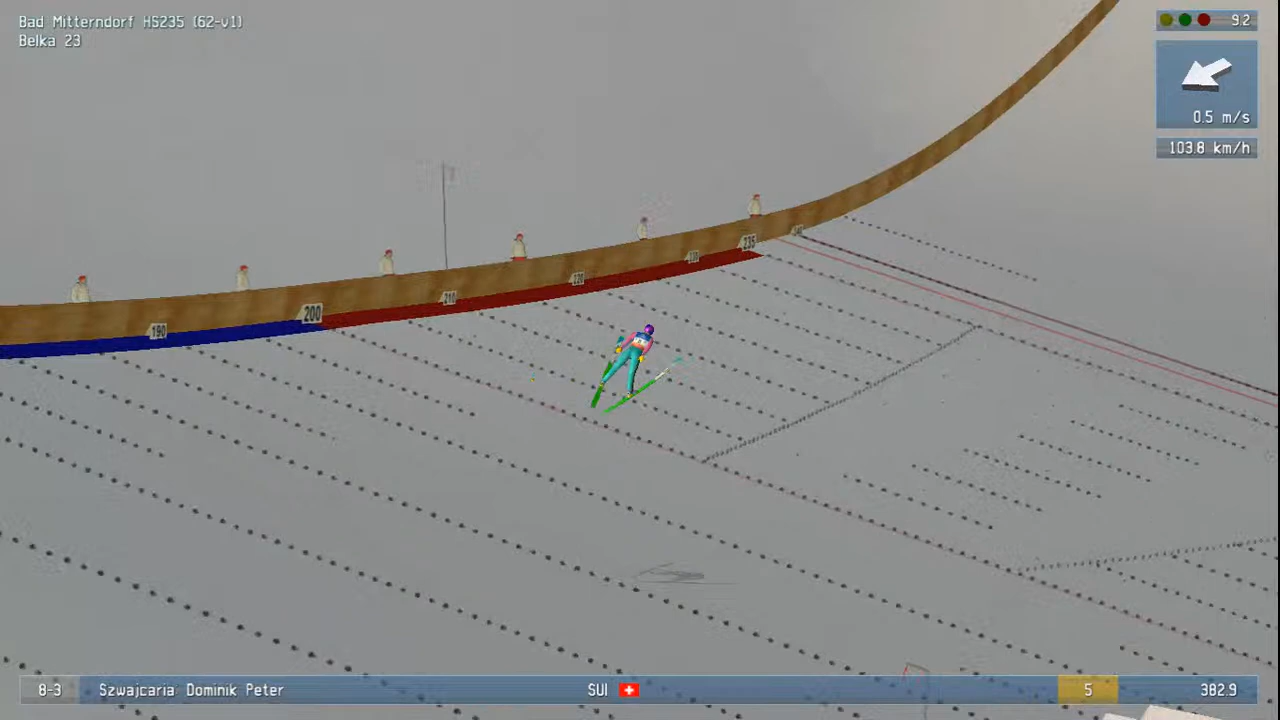 Bad Mitterndorf HS235 (62-v1)
Belka 23
9.2
0.5 m/s
103.8 km/h
235
210
200
190
8-3 Szwajcaria Dominik Peter SUI 5 382.9